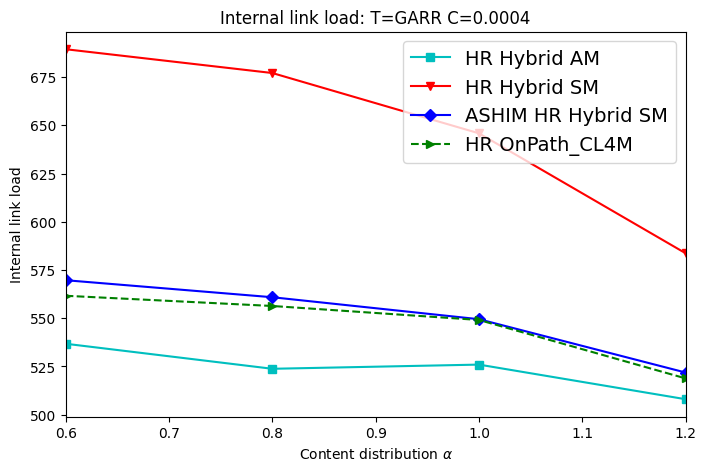 Internal link load: T=GARR C=0.0004
HR Hybrid AM
HR Hybrid SM
ASHIM HR Hybrid SM
HR OnPath_CL4M
Internal link load
675
650
625
600
575
550
525
500
0.6
0.7
0.8
0.9
1.0
1.1
1.2
Content distribution α